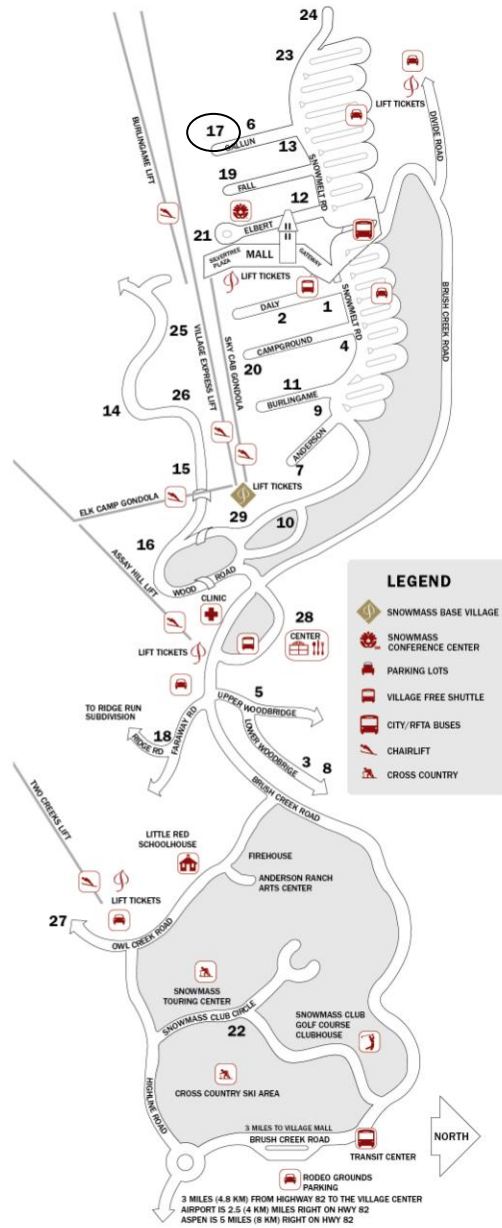 24
23
LIFT TICKETS
DIVIDE ROAD
BURLINGAME LIFT
17
6
GALLUN
13
SNOWMELT RD
19
FALL
12
ELBERT
21
SILVERTREE PLAZA
MALL
GATEWAY
LIFT TICKETS
BRUSH CREEK ROAD
DALY
1
2
SNOWMELT RD
25
VILLAGE EXPRESS LIFT
SKY CAB GONDOLA
CAMPGROUND
4
20
26
14
11
BURLINGAME
9
ANDERSON
7
15
LIFT TICKETS
ELK CAMP GONDOLA
29
10
16
ASSAY HILL LIFT
WOOD ROAD
CLINIC
28
CENTER
LIFT TICKETS
LEGEND
SNOWMASS BASE VILLAGE
SNOWMASS
CONFERENCE CENTER
PARKING LOTS
VILLAGE FREE SHUTTLE
CITY/RFTA BUSES
CHAIRLIFT
CROSS COUNTRY
5
UPPER WOODBRIDGE
TO RIDGE RUN
SUBDIVISION
18
RIDGE RD
FARAWAY RD
LOWER WOODBRIGE
3
8
BRUSH CREEK ROAD
TWO CREEKS LIFT
LITTLE RED
SCHOOLHOUSE
FIREHOUSE
ANDERSON RANCH
ARTS CENTER
LIFT TICKETS
27
OWL CREEK ROAD
SNOWMASS
TOURING CENTER
SNOWMASS CLUB CIRCLE
22
SNOWMASS CLUB
GOLF COURSE
CLUBHOUSE
CROSS COUNTRY SKI AREA
HIGHLINE ROAD
3 MILES TO VILLAGE MALL
BRUSH CREEK ROAD
TRANSIT CENTER
NORTH
RODEO GROUNDS
PARKING
3 MILES (4.8 KM) FROM HIGHWAY 82 TO THE VILLAGE CENTER
AIRPORT IS 2.5 (4 KM) MILES RIGHT ON HWY 82
ASPEN IS 5 MILES (8 KM) RIGHT ON HWY 82